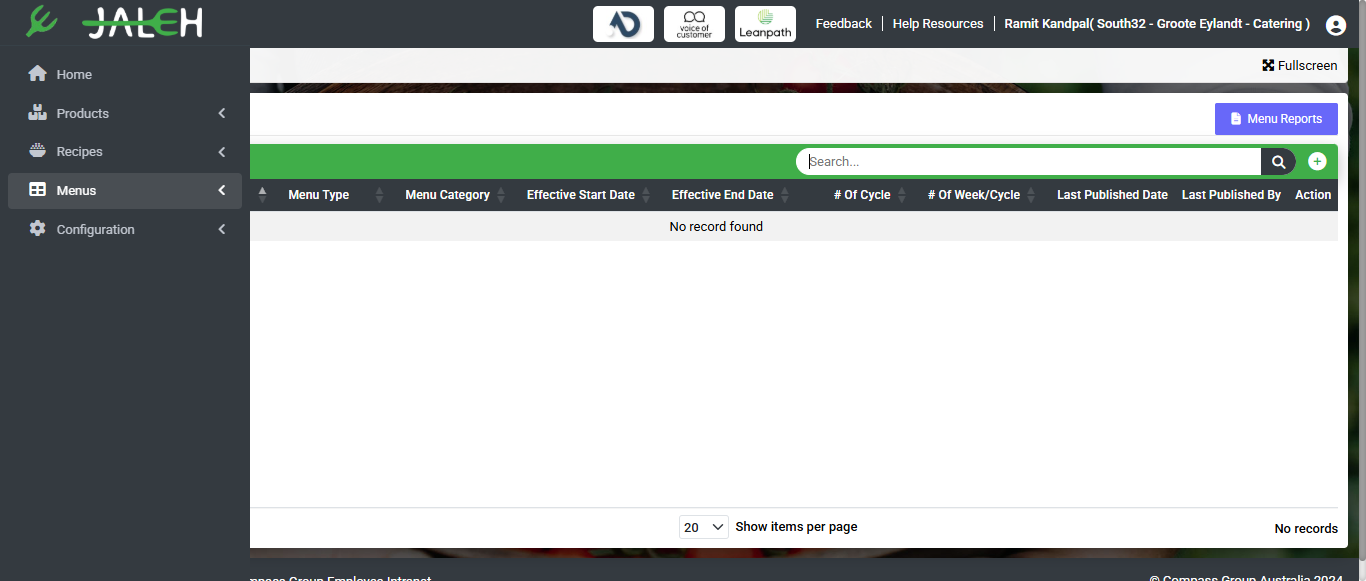 JALEH
voice of
customer
Leanpath
Feedback
Help Resources
Ramit Kandpal( South32 - Groote Eylandt - Catering )
Home
Products
Recipes
Menus
Configuration
Fullscreen
Menu Reports
Search...
Menu Type
Menu Category
Effective Start Date
Effective End Date
# Of Cycle
# Of Week/Cycle
Last Published Date
Last Published By
Action
No record found
20
Show items per page
No records
Group Employee Intranet
© Compass Group Australia 2024